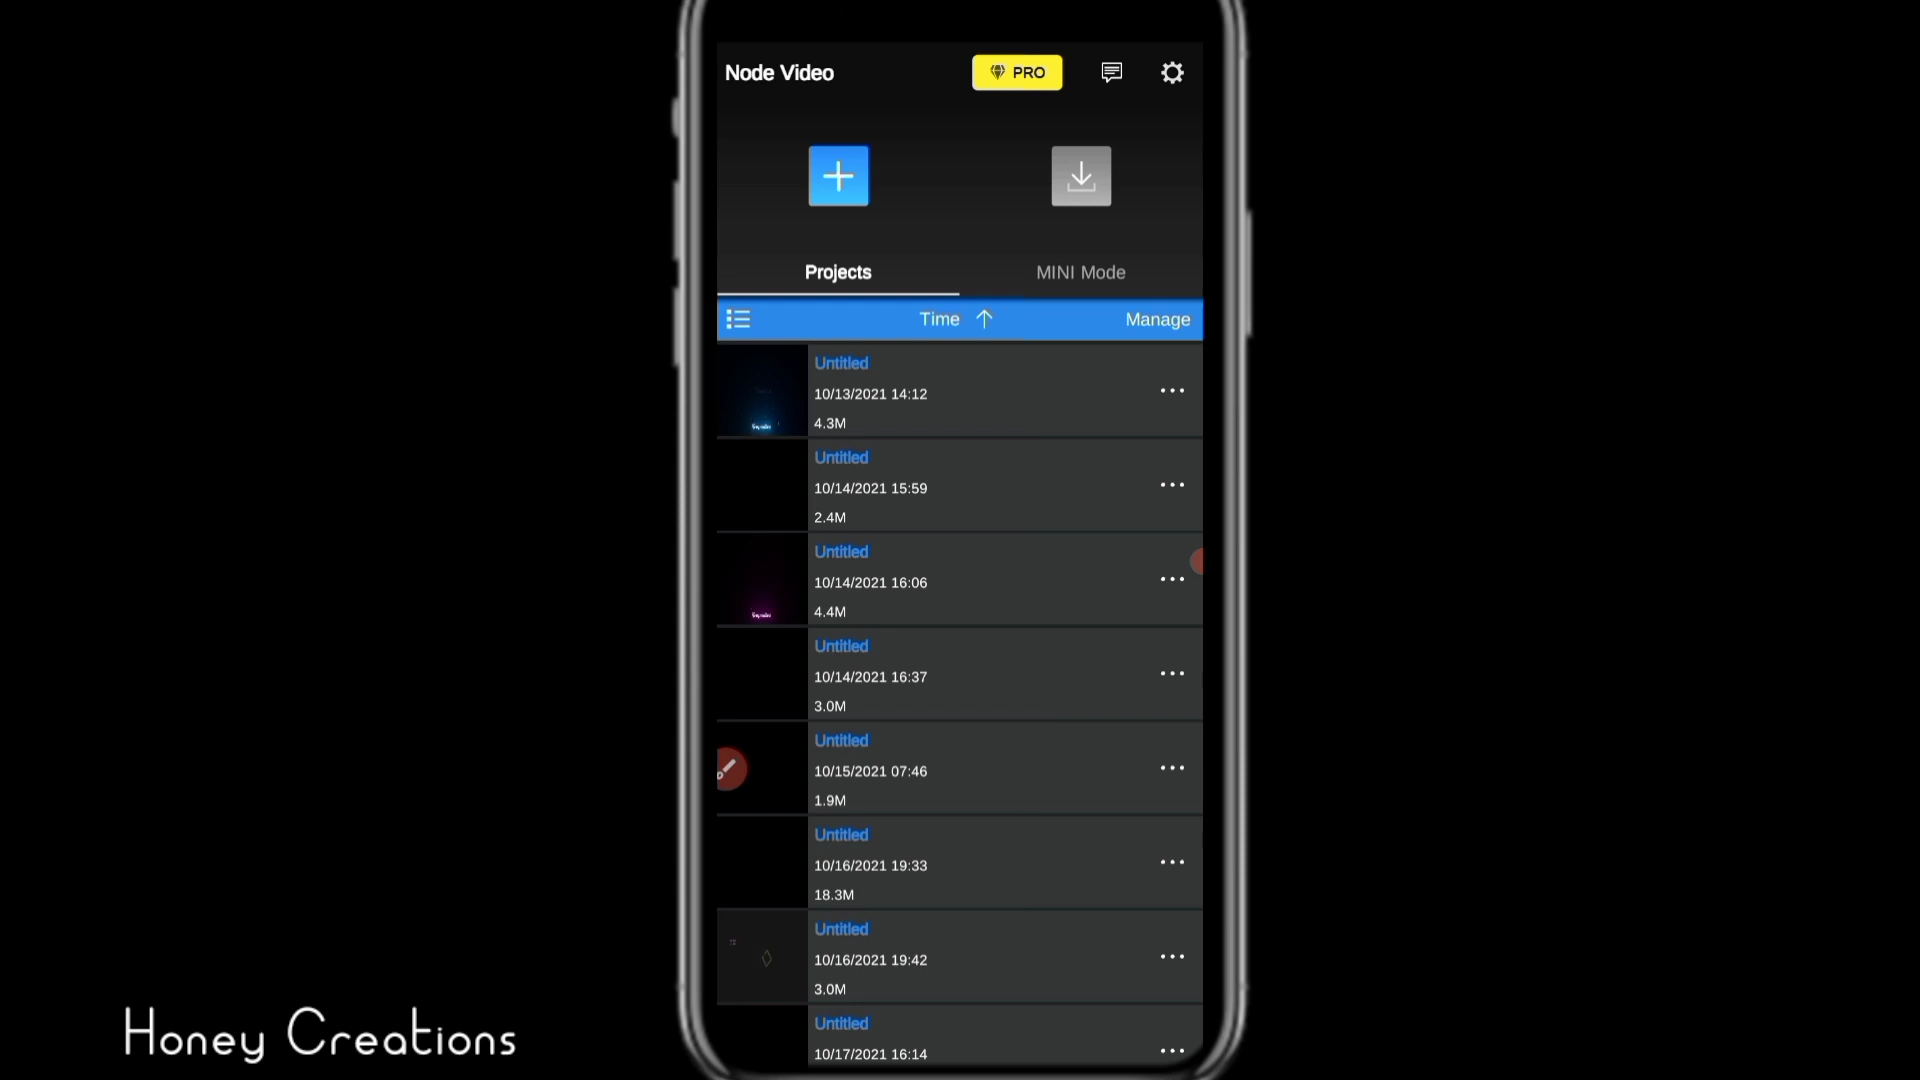 Node Video
PRO
Projects
MINI Mode
Time
Manage
Untitled
10/13/2021 14:12
4.3M
Untitled
10/14/2021 15:59
2.4M
Untitled
10/14/2021 16:06
4.4M
Untitled
10/14/2021 16:37
3.0M
Untitled
10/15/2021 07:46
1.9M
Untitled
10/16/2021 19:33
18.3M
Untitled
10/16/2021 19:42
3.0M
Untitled
10/17/2021 16:14
Honey Creations